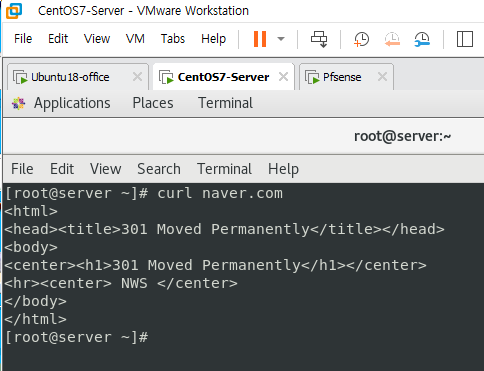 CentOS7-Server - VMware Workstation
File Edit View VM Tabs Help
Ubuntu18-office CentOS7-Server Pfsense
Applications Places Terminal
root@server:~
File Edit View Search Terminal Help
[root@server ~]# curl naver.com
<html>
<head><title>301 Moved Permanently</title></head>
<body>
<center><h1>301 Moved Permanently</h1></center>
<hr><center> NWS </center>
</body>
</html>
[root@server ~]#